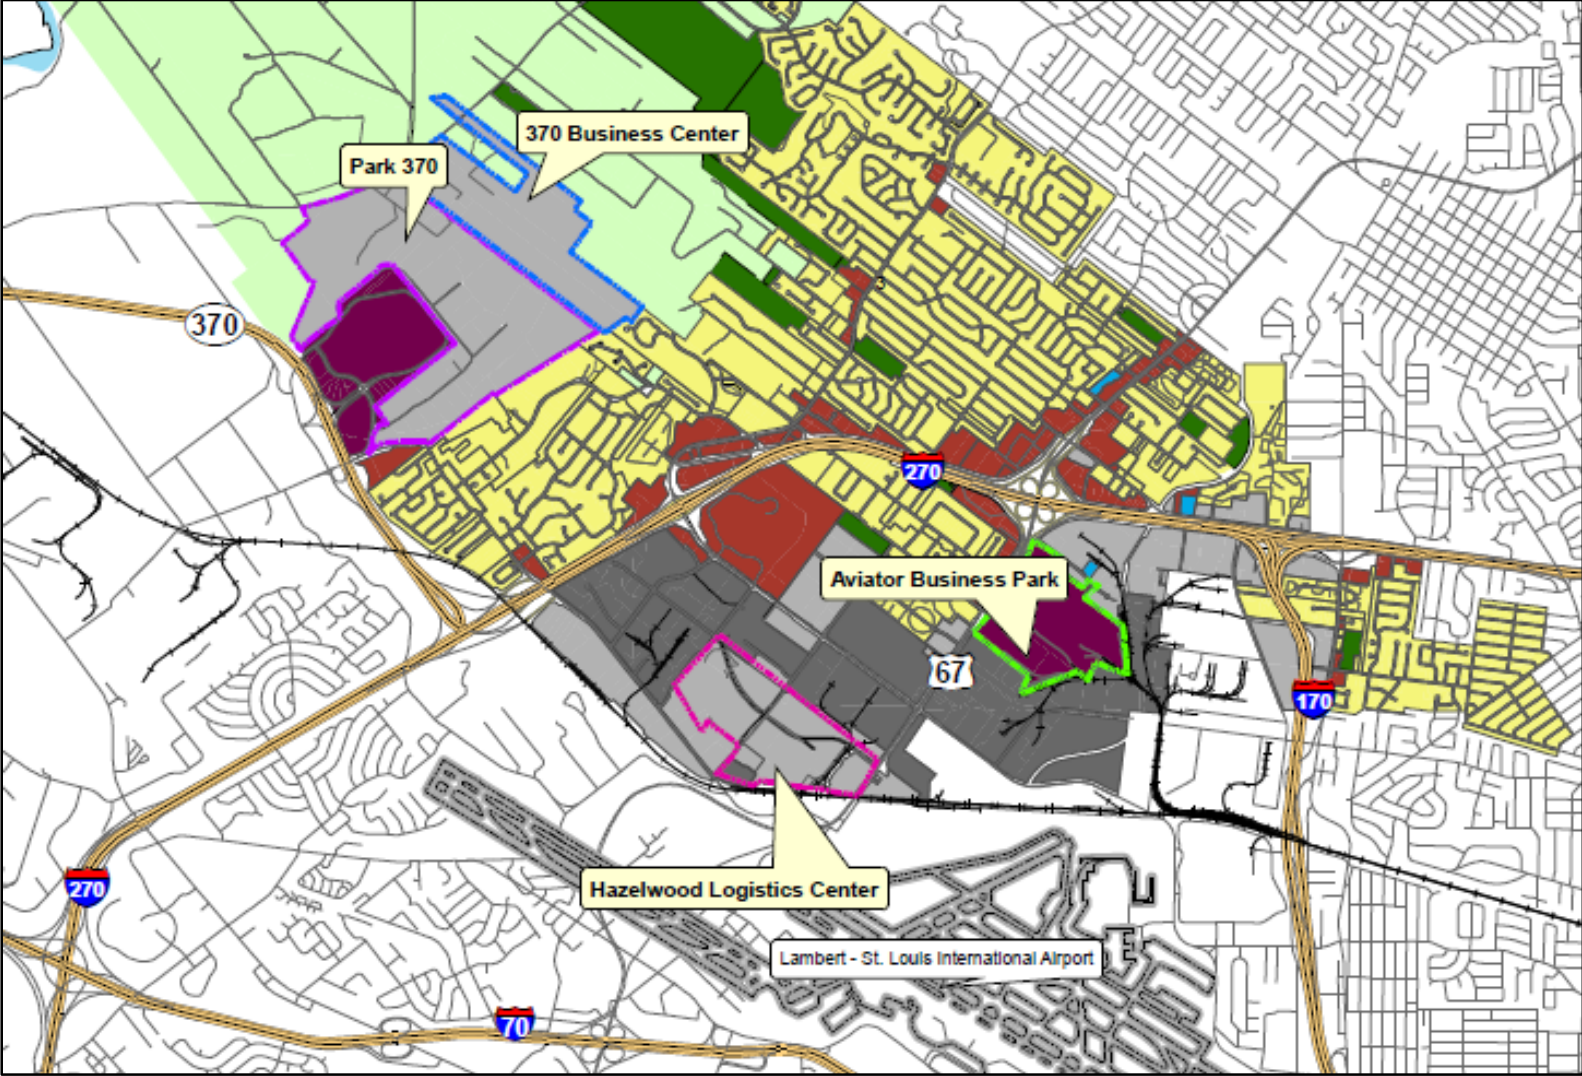 370 Business Center
Park 370
3
370
270
Aviator Business Park
67
170
270
Hazelwood Logistics Center
Lambert - St. Louis International Airport
70